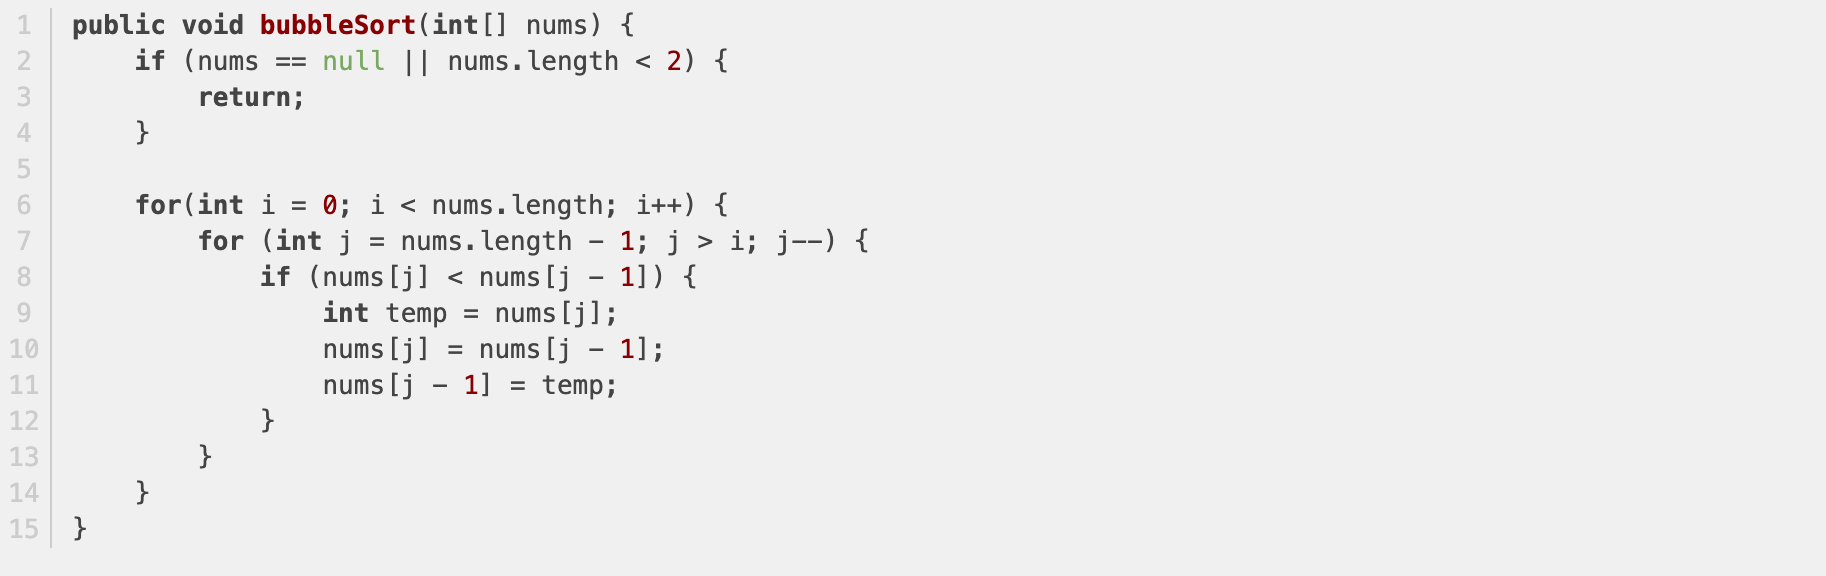 1 public void bubbleSort(int[] nums) {
2     if (nums == null || nums.length < 2) {
3         return;
4     }
5
6     for(int i = 0; i < nums.length; i++) {
7         for (int j = nums.length - 1; j > i; j--) {
8             if (nums[j] < nums[j - 1]) {
9                 int temp = nums[j];
10                 nums[j] = nums[j - 1];
11                 nums[j - 1] = temp;
12             }
13         }
14     }
15 }